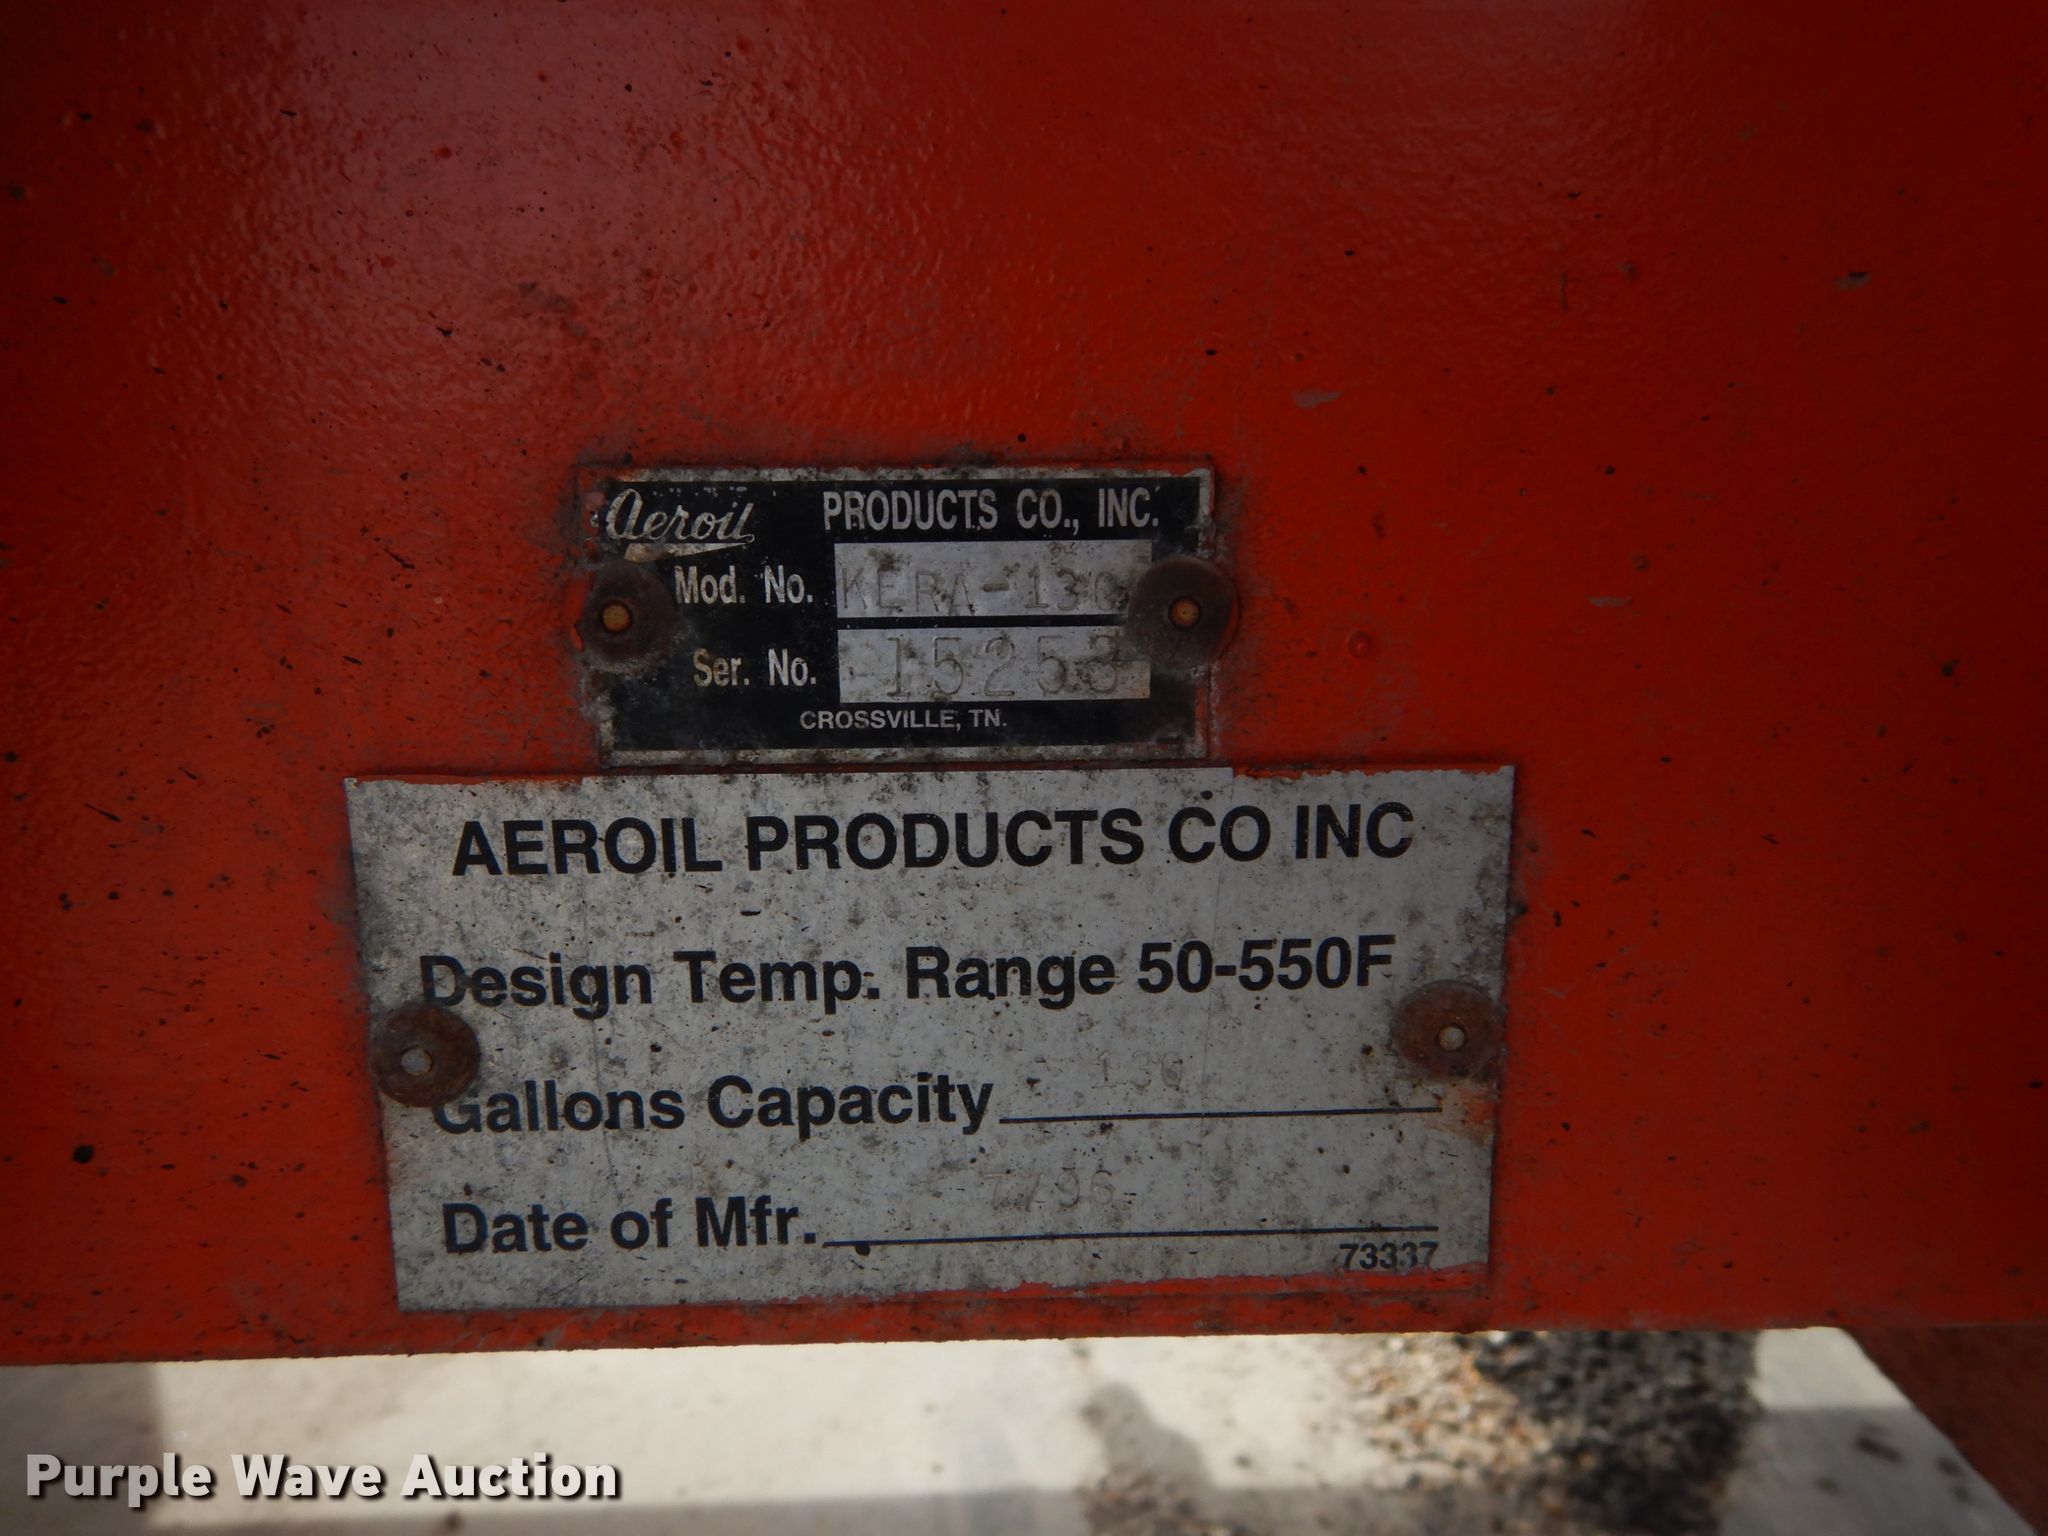 Aeroil PRODUCTS CO., INC.
Mod. No. KERA-130
Ser. No. 15253
CROSSVILLE, TN.
AEROIL PRODUCTS CO INC
Design Temp. Range 50-550F
Gallons Capacity 130
Date of Mfr. 7/96
73337
Purple Wave Auction